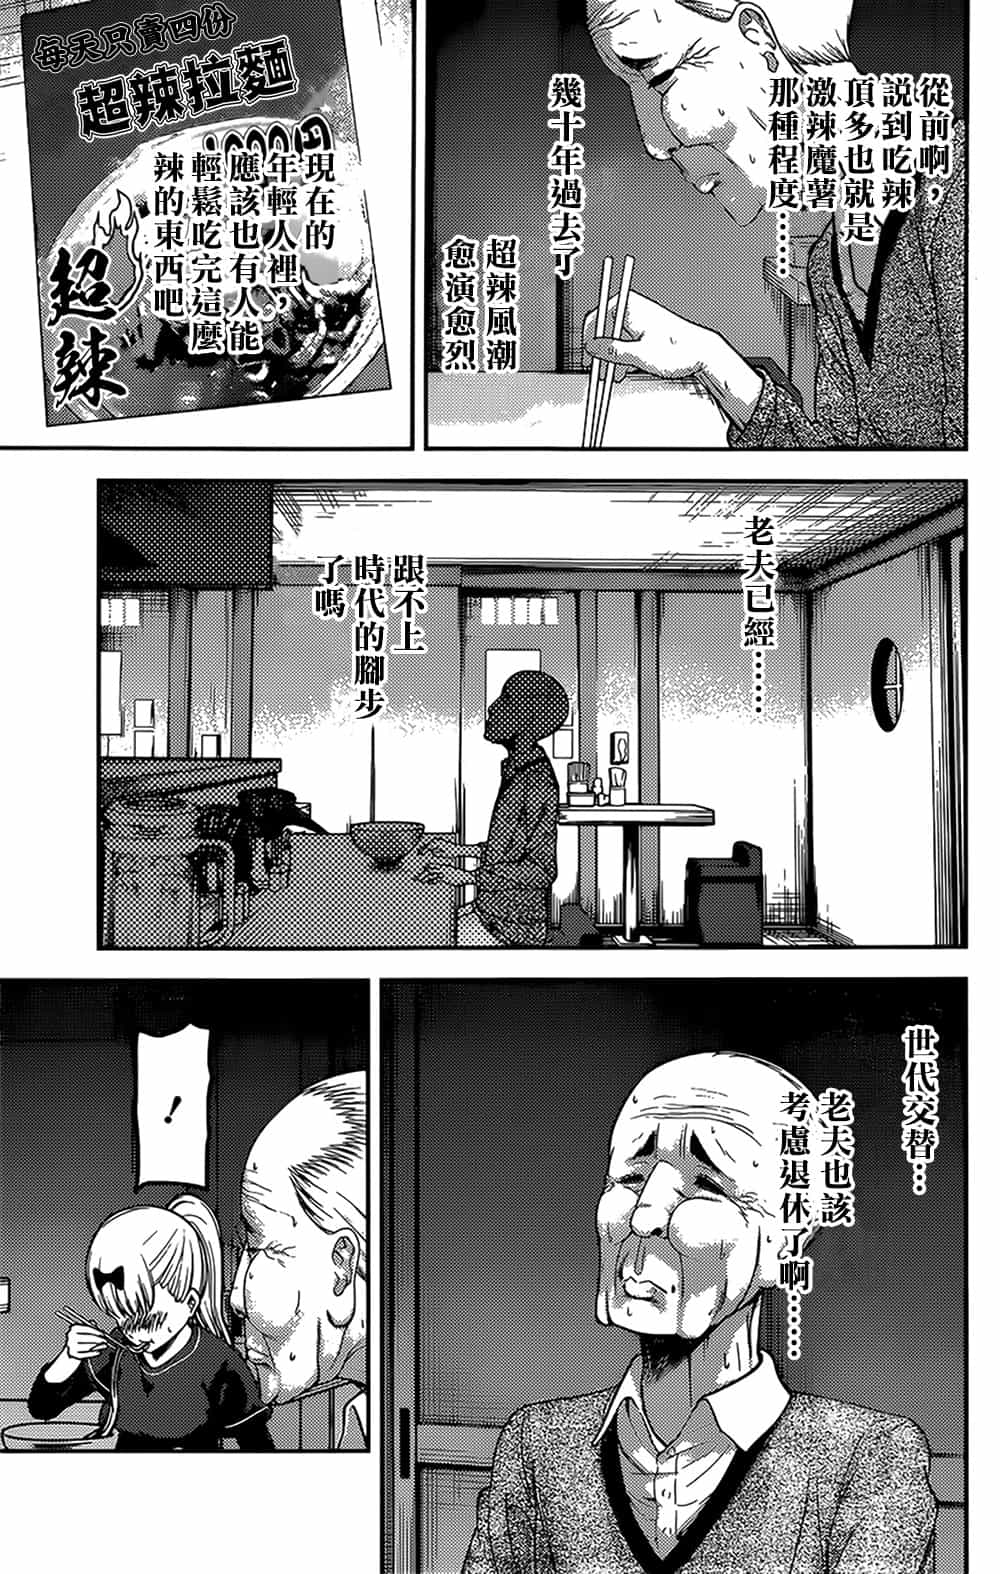 從前啊，
説到吃辣
頂多也就是
激辣魔薯
那種程度……
幾十年過去了
超辣風潮
愈演愈烈
每天只賣四份
超辣拉麵
現在的
年輕人裡，
應該也有人能
輕鬆吃完這麼
辣的東西吧
超辣
老夫已經……
跟不上
時代的腳步
了嗎
世代交替…
老夫也該
考慮退休了啊……
！